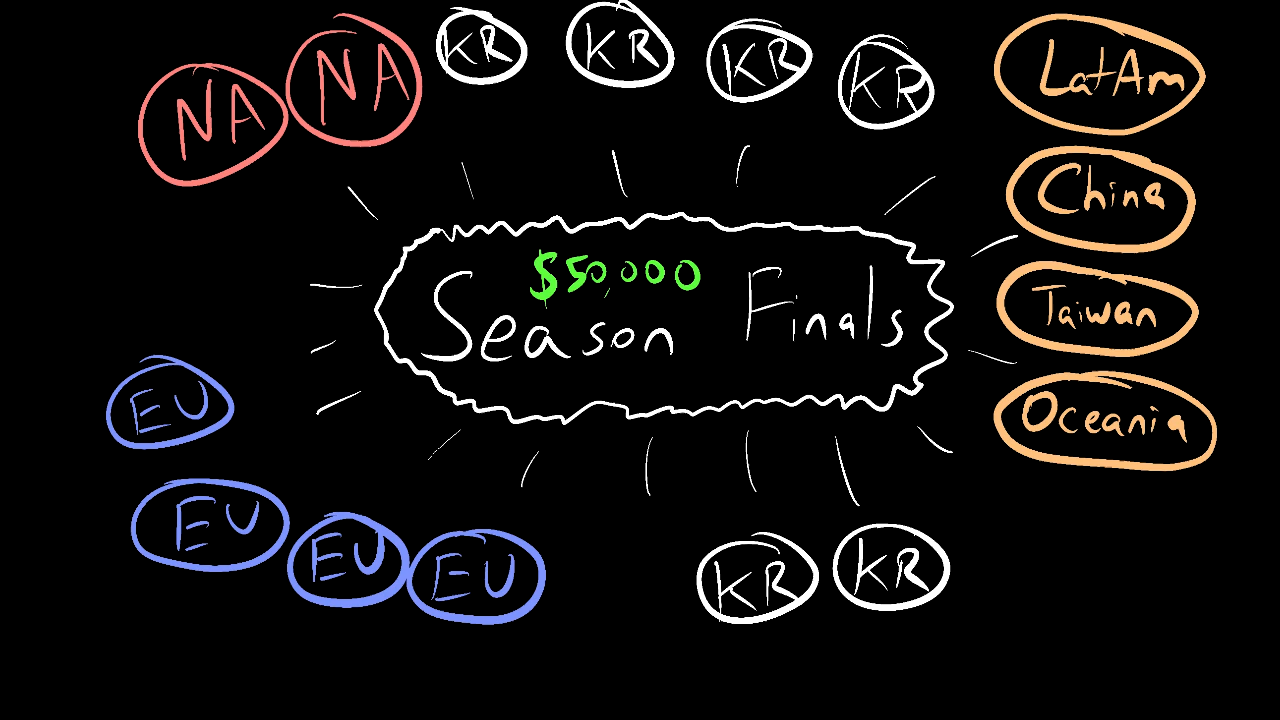 NA
NA
KR
KR
KR
KR
LatAm
China
Taiwan
Oceania
$50,000
Season Finals
EU
EU
EU
EU
KR
KR